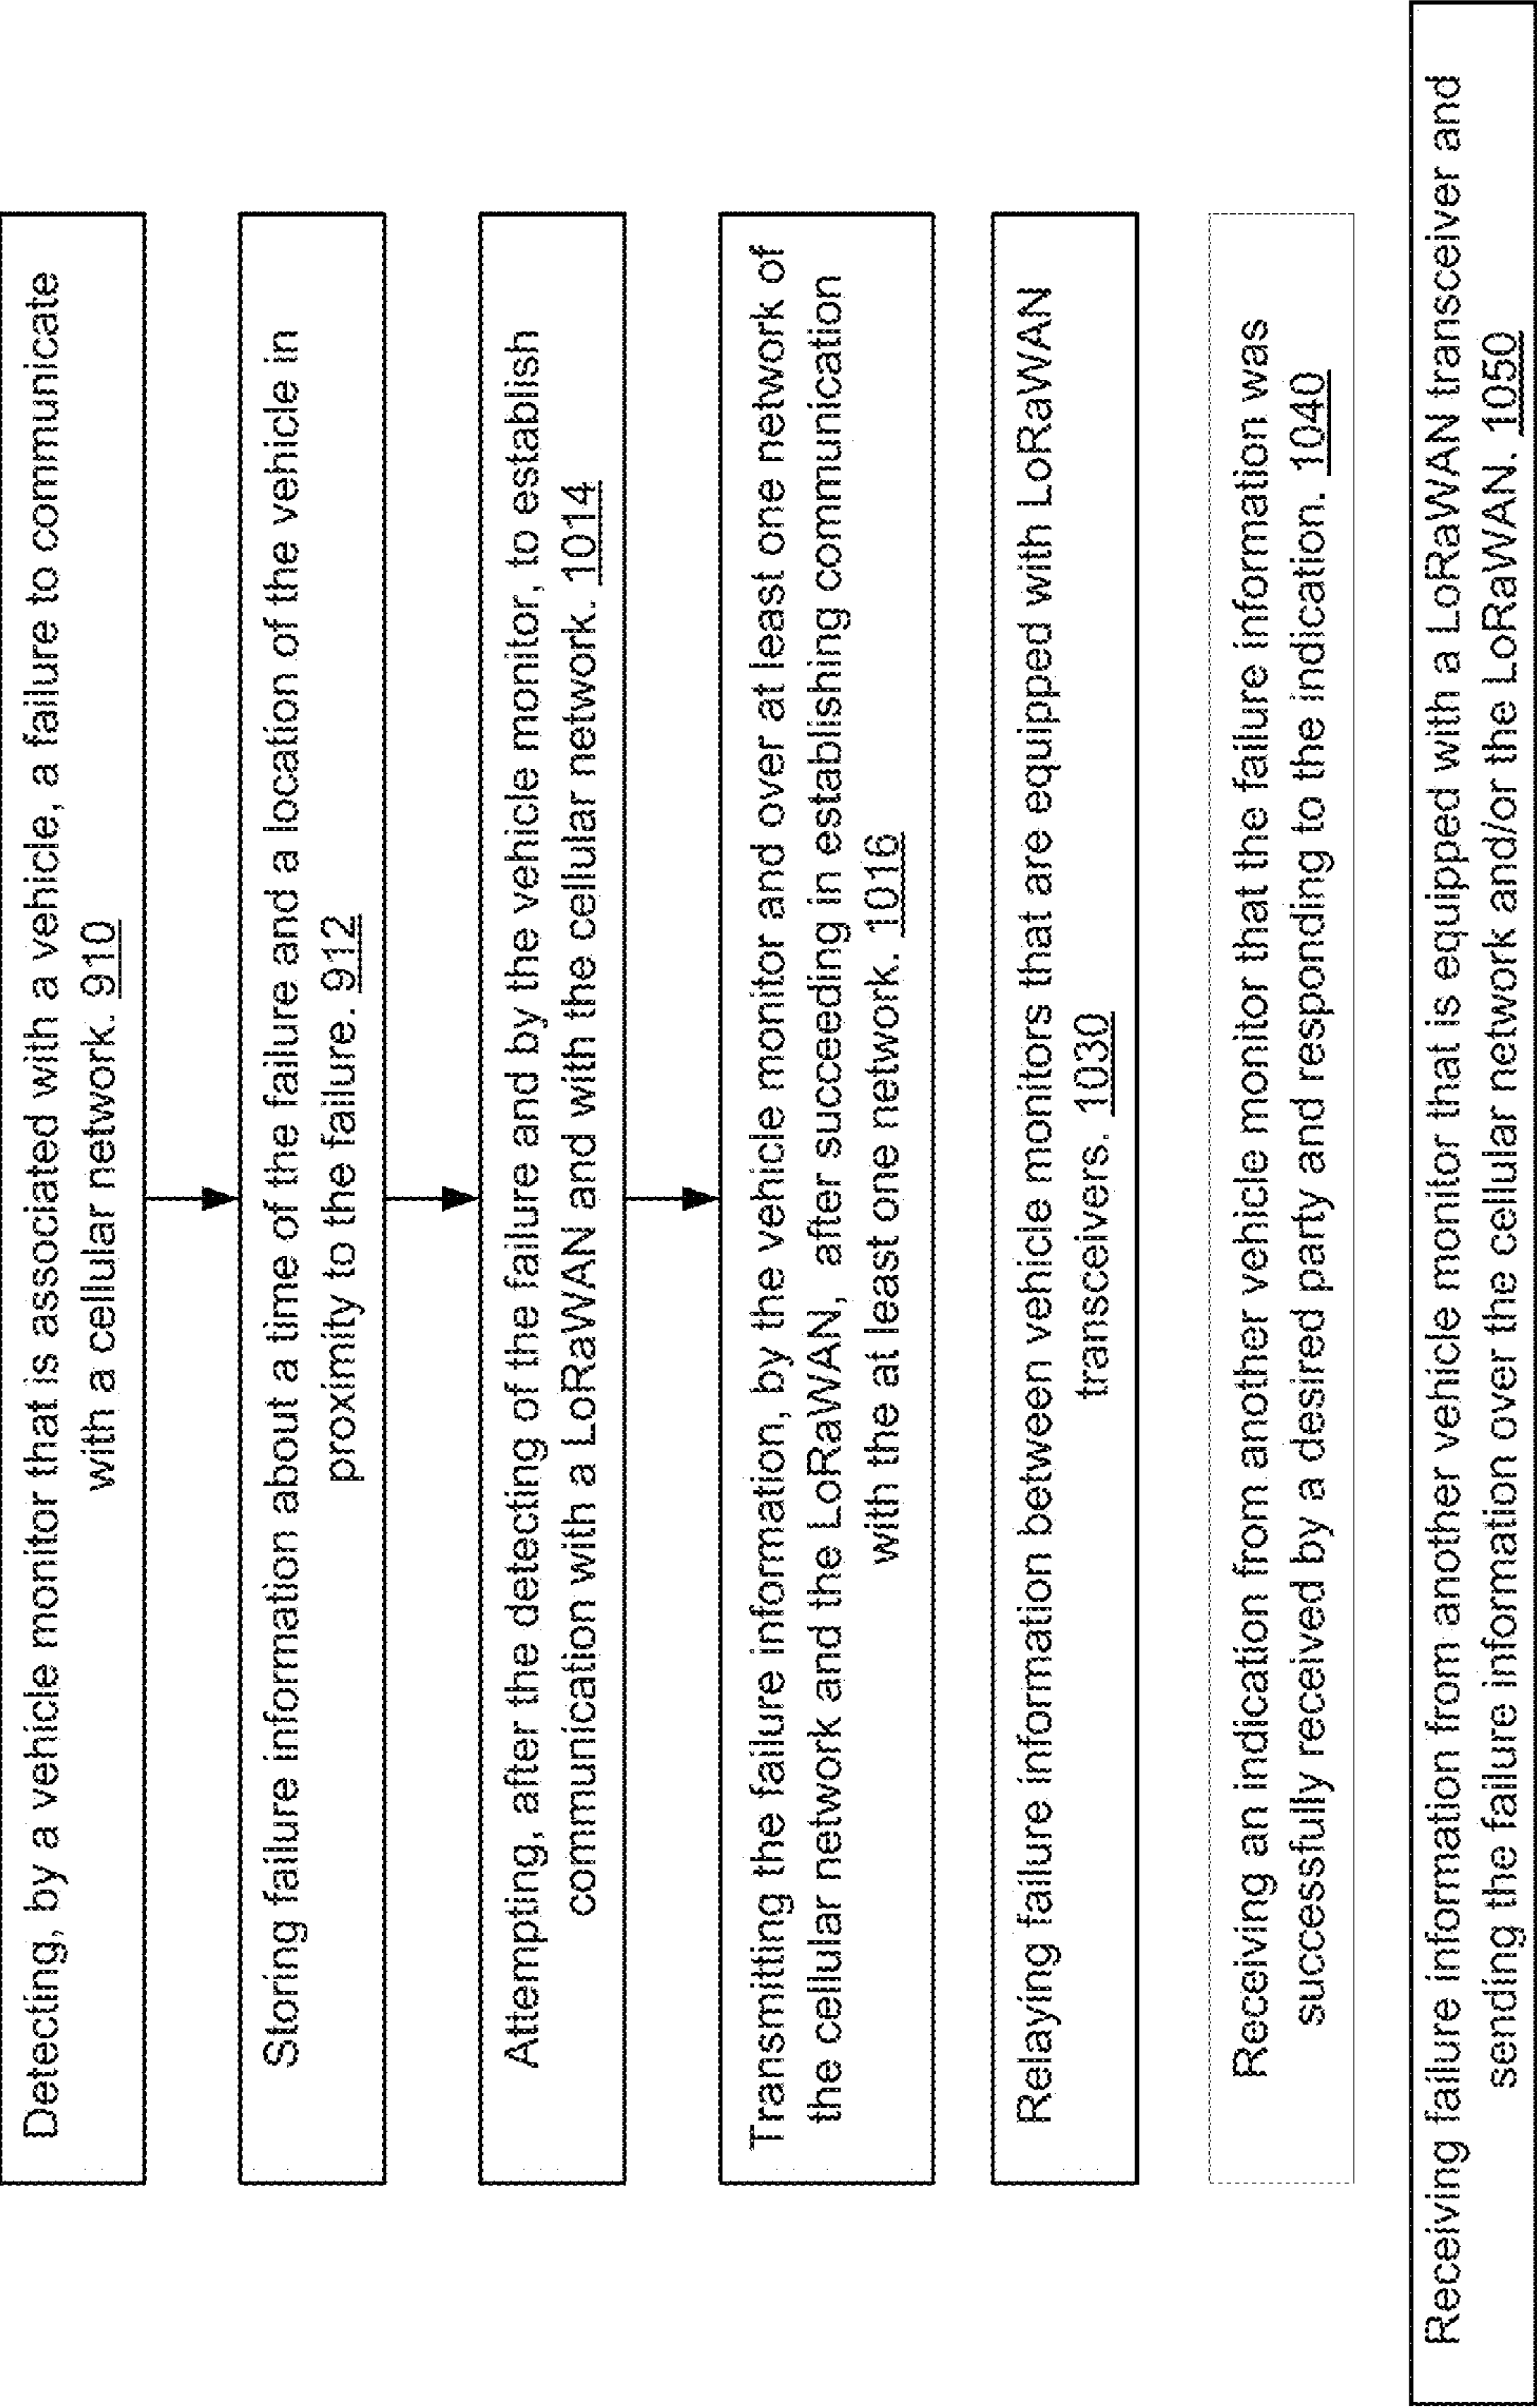 Detecting, by a vehicle monitor that is associated with a vehicle, a failure to communicate
with a cellular network. 910
Storing failure information about a time of the failure and a location of the vehicle in
proximity to the failure. 912
Attempting, after the detecting of the failure and by the vehicle monitor, to establish
communication with a LoRaWAN and with the cellular network. 1014
Transmitting the failure information, by the vehicle monitor and over at least one network of
the cellular network and the LoRaWAN, after succeeding in establishing communication
with the at least one network. 1016
Relaying failure information between vehicle monitors that are equipped with LoRaWAN
transceivers. 1030
Receiving an indication from another vehicle monitor that the failure information was
successfully received by a desired party and responding to the indication. 1040
Receiving failure information from another vehicle monitor that is equipped with a LoRaWAN transceiver and
sending the failure information over the cellular network and/or the LoRaWAN. 1050